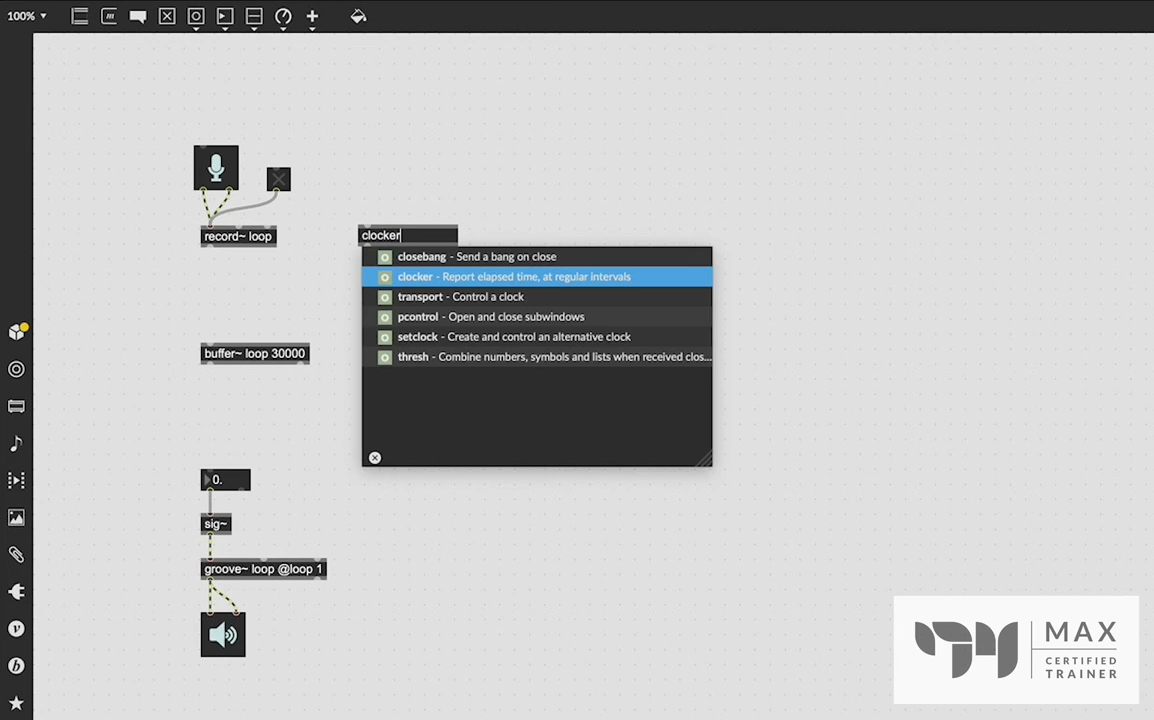 100%
record~ loop
clocker
closebang - Send a bang on close
clocker - Report elapsed time, at regular intervals
transport - Control a clock
pcontrol - Open and close subwindows
setclock - Create and control an alternative clock
thresh - Combine numbers, symbols and lists when received clos...
buffer~ loop 30000
0.
sig~
groove~ loop @loop 1
MAX
CERTIFIED
TRAINER